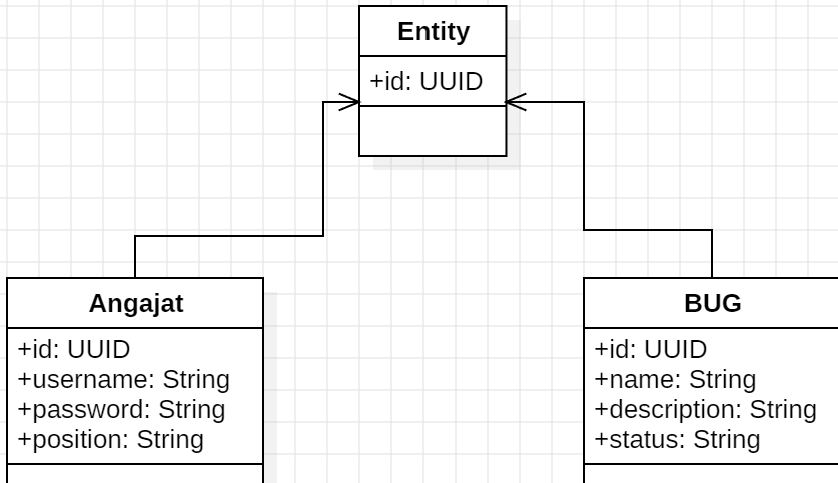 Entity
+id: UUID
Angajat
+id: UUID
+username: String
+password: String
+position: String
BUG
+id: UUID
+name: String
+description: String
+status: String